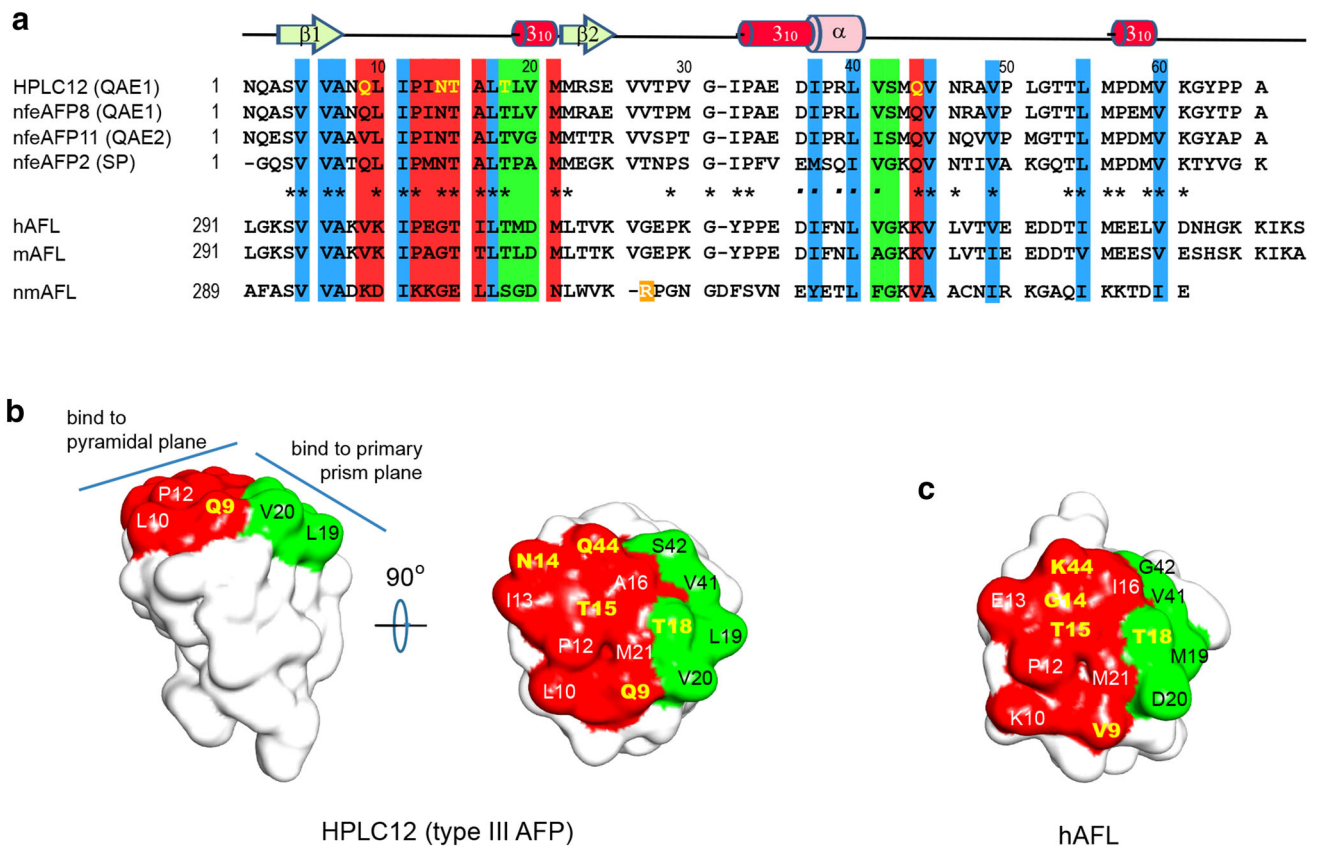 a
β1 3₁₀ β2 3₁₀ α 3₁₀
10 20 30 40 50 60
HPLC12 (QAE1) 1 NQASV VANQL IPINT ALTLV MMRSE VVTPV G-IPAE DIPRL VSMQV NRAVP LGTTL MPDMV KGYPP A
nfeAFP8 (QAE1) 1 NQASV VANQL IPINT ALTLV MMRAE VVTPM G-IPAE DIPRL VSMQV NRAVP LGTTL MPEMV KGYTP A
nfeAFP11 (QAE2) 1 NQESV VAAVL IPINT ALTVG MMTTR VVSPT G-IPAE DIPRL ISMQV NQVVP MGTTL MPDMV KGYAP A
nfeAFP2 (SP) 1 -GQSV VATQL IPMNT ALTPA MMEGK VTNPS G-IPFV EMSQI VGKQV NTIVA KGQTL MPDMV KTYVG K
** ** * ** ** *** ** * * ** ·· ·· · ** * * ** ** ** *
hAFL 291 LGKSV VAKVK IPEGT ILTMD MLTVK VGEPK G-YPPE DIFNL VGKKV LVTVE EDDTI MEELV DNHGK KIKS
mAFL 291 LGKSV VAKVK IPAGT TLTLD MLTTK VGEPK G-YPPE DIFNL AGKKV LVTIE EDDTV MEESV ESHSK KIKA
nmAFL 289 AFASV VADKD IKKGE LLSGD NLWVK -RPGN GDFSVN EYETL FGKVA ACNIR KGAQI KKTDI E
b
bind to
pyramidal plane
bind to primary
prism plane
P12 L10 Q9 V20 L19
90°
Q44 S42 N14 A16 V41 I13 T15 T18 L19 P12 M21 V20 L10 Q9
HPLC12 (type III AFP)
c
K44 G42 I16 V41 E13 G14 T15 T18 M19 P12 M21 D20 K10 V9
hAFL